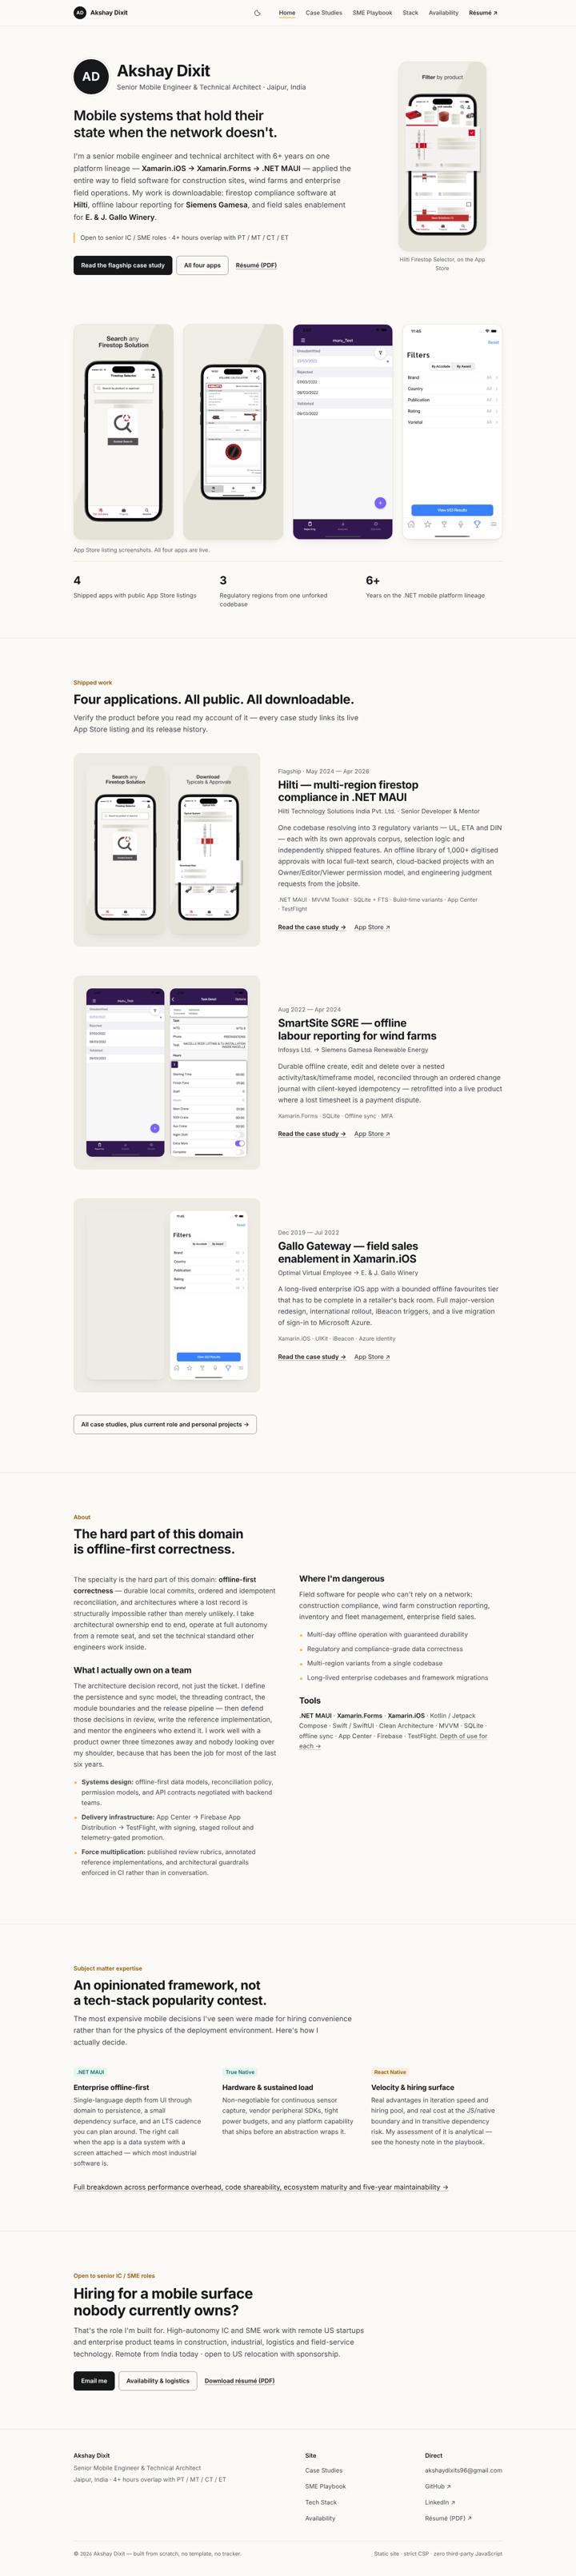 AD Akshay Dixit
Home Case Studies SME Playbook Stack Availability Résumé ↗
AD
Akshay Dixit
Senior Mobile Engineer & Technical Architect · Jaipur, India
Mobile systems that hold their
state when the network doesn't.
I'm a senior mobile engineer and technical architect with 6+ years on one
platform lineage — Xamarin.iOS → Xamarin.Forms → .NET MAUI — applied the
entire way to field software for construction sites, wind farms and enterprise
field operations. My work is downloadable: firestop compliance software at
Hilti, offline labour reporting for Siemens Gamesa, and field sales enablement
for E. & J. Gallo Winery.
Open to senior IC / SME roles · 4+ hours overlap with PT / MT / CT / ET
Read the flagship case study
All four apps
Résumé (PDF)
Filter by product
Hilti Firestop Selector, on the App
Store
Search any
Firestop Solution
Firestop Selector
Unsubmitted
Rejected
07/03/2022
08/03/2022
Validated
08/03/2022
11:45
Reset
Filters
By Accolade By Award
Brand
Country
Publication
Rating
Varietal
App Store listing screenshots. All four apps are live.
4
Shipped apps with public App Store listings
3
Regulatory regions from one unforked
codebase
6+
Years on the .NET mobile platform lineage
Shipped work
Four applications. All public. All downloadable.
Verify the product before you read my account of it — every case study links its live
App Store listing and its release history.
Search any
Firestop Solution
Download
Typicals & Approvals
Flagship · May 2024 — Apr 2026
Hilti — multi-region firestop
compliance in .NET MAUI
Hilti Technology Solutions India Pvt. Ltd. · Senior Developer & Mentor
One codebase resolving into 3 regulatory variants — UL, ETA and DIN
— each with its own approvals corpus, selection logic and
independently shipped features. An offline library of 1,000+ digitised
approvals with local full-text search, cloud-backed projects with an
Owner/Editor/Viewer permission model, and engineering judgment
requests from the jobsite.
.NET MAUI · MVVM Toolkit · SQLite + FTS · Build-time variants · App Center
· TestFlight
Read the case study →
App Store ↗
Aug 2022 — Apr 2024
SmartSite SGRE — offline
labour reporting for wind farms
Infosys Ltd. → Siemens Gamesa Renewable Energy
Durable offline create, edit and delete over a nested
activity/task/timeframe model, reconciled through an ordered change
journal with client-keyed idempotency — retrofitted into a live product
where a lost timesheet is a payment dispute.
Xamarin.Forms · SQLite · Offline sync · MFA
Read the case study →
App Store ↗
11:45
Reset
Filters
By Accolade By Award
Brand
Country
Publication
Rating
Varietal
Dec 2019 — Jul 2022
Gallo Gateway — field sales
enablement in Xamarin.iOS
Optimal Virtual Employee → E. & J. Gallo Winery
A long-lived enterprise iOS app with a bounded offline favourites tier
that has to be complete in a retailer's back room. Full major-version
redesign, international rollout, iBeacon triggers, and a live migration
of sign-in to Microsoft Azure.
Xamarin.iOS · UIKit · iBeacon · Azure identity
Read the case study →
App Store ↗
All case studies, plus current role and personal projects →
About
The hard part of this domain
is offline-first correctness.
The specialty is the hard part of this domain: offline-first
correctness — durable local commits, ordered and idempotent
reconciliation, and architectures where a lost record is
structurally impossible rather than merely unlikely. I take
architectural ownership end to end, operate at full autonomy
from a remote seat, and set the technical standard other
engineers work inside.
What I actually own on a team
The architecture decision record, not just the ticket. I define
the persistence and sync model, the threading contract, the
module boundaries and the release pipeline — then defend
those decisions in review, write the reference implementation,
and mentor the engineers who extend it. I work well with a
product owner three timezones away and nobody looking over
my shoulder, because that has been the job for most of the last
six years.
Systems design: offline-first data models, reconciliation policy,
permission models, and API contracts negotiated with backend
teams.
Delivery infrastructure: App Center → Firebase App
Distribution → TestFlight, with signing, staged rollout and
telemetry-gated promotion.
Force multiplication: published review rubrics, annotated
reference implementations, and architectural guardrails
enforced in CI rather than in conversation.
Where I'm dangerous
Field software for people who can't rely on a network:
construction compliance, wind farm construction reporting,
inventory and fleet management, enterprise field sales.
Multi-day offline operation with guaranteed durability
Regulatory and compliance-grade data correctness
Multi-region variants from a single codebase
Long-lived enterprise codebases and framework migrations
Tools
.NET MAUI · Xamarin.Forms · Xamarin.iOS · Kotlin / Jetpack
Compose · Swift / SwiftUI · Clean Architecture · MVVM · SQLite ·
offline sync · App Center · Firebase · TestFlight. Depth of use for
each →
Subject matter expertise
An opinionated framework, not
a tech-stack popularity contest.
The most expensive mobile decisions I've seen were made for hiring convenience
rather than for the physics of the deployment environment. Here's how I
actually decide.
.NET MAUI
Enterprise offline-first
Single-language depth from UI through
domain to persistence, a small
dependency surface, and an LTS cadence
you can plan around. The right call
when the app is a data system with a
screen attached — which most industrial
software is.
True Native
Hardware & sustained load
Non-negotiable for continuous sensor
capture, vendor peripheral SDKs, tight
power budgets, and any platform capability
that ships before an abstraction wraps it.
React Native
Velocity & hiring surface
Real advantages in iteration speed and
hiring pool, and real cost at the JS/native
boundary and in transitive dependency
risk. My assessment of it is analytical —
see the honesty note in the playbook.
Full breakdown across performance overhead, code shareability, ecosystem maturity and five-year maintainability →
Open to senior IC / SME roles
Hiring for a mobile surface
nobody currently owns?
That's the role I'm built for. High-autonomy IC and SME work with remote US startups
and enterprise product teams in construction, industrial, logistics and field-service
technology. Remote from India today · open to US relocation with sponsorship.
Email me
Availability & logistics
Download résumé (PDF)
Akshay Dixit
Senior Mobile Engineer & Technical Architect
Jaipur, India · 4+ hours overlap with PT / MT / CT / ET
Site
Case Studies
SME Playbook
Tech Stack
Availability
Direct
akshaydixits96@gmail.com
GitHub ↗
LinkedIn ↗
Résumé (PDF) ↗
© 2026 Akshay Dixit — built from scratch, no template, no tracker.
Static site · strict CSP · zero third-party JavaScript